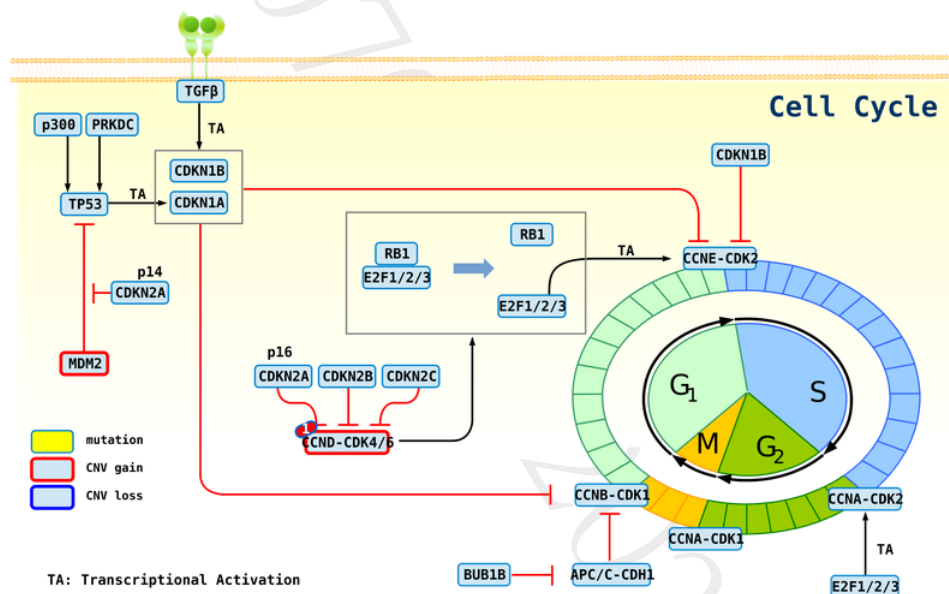 TGFβ
Cell Cycle
p300
PRKDC
TA
CDKN1B
CDKN1B
TP53
TA
CDKN1A
RB1
RB1
TA
CCNE-CDK2
E2F1/2/3
E2F1/2/3
p14
CDKN2A
MDM2
p16
CDKN2A
CDKN2B
CDKN2C
1
CCND-CDK4/6
G1
S
M
G2
mutation
CNV gain
CNV loss
CCNB-CDK1
CCNA-CDK2
CCNA-CDK1
TA
BUB1B
APC/C-CDH1
E2F1/2/3
TA: Transcriptional Activation